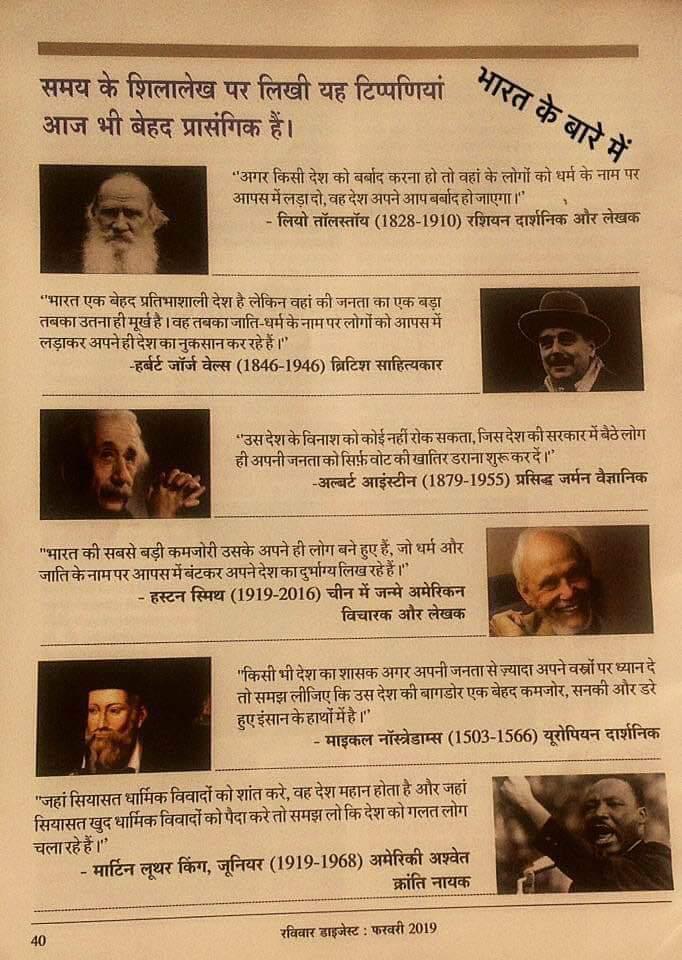 समय के शिलालेख पर लिखी यह टिप्पणियां
आज भी बेहद प्रासंगिक हैं।
भारत के बारे में
"अगर किसी देश को बर्बाद करना हो तो वहां के लोगों को धर्म के नाम पर
आपस में लड़ा दो, वह देश अपने आप बर्बाद हो जाएगा।"
- लियो तॉलस्तॉय (1828-1910) रशियन दार्शनिक और लेखक
"भारत एक बेहद प्रतिभाशाली देश है लेकिन वहां की जनता का एक बड़ा
तबका उतना ही मूर्ख है। वह तबका जाति-धर्म के नाम पर लोगों को आपस में
लड़ाकर अपने ही देश का नुकसान कर रहे हैं।"
-हर्बर्ट जॉर्ज वेल्स (1846-1946) ब्रिटिश साहित्यकार
"उस देश के विनाश को कोई नहीं रोक सकता, जिस देश की सरकार में बैठे लोग
ही अपनी जनता को सिर्फ़ वोट की खातिर डराना शुरू कर दें।"
-अल्बर्ट आइंस्टीन (1879-1955) प्रसिद्ध जर्मन वैज्ञानिक
"भारत की सबसे बड़ी कमजोरी उसके अपने ही लोग बने हुए हैं, जो धर्म और
जाति के नाम पर आपस में बंटकर अपने देश का दुर्भाग्य लिख रहे हैं।"
- हस्टन स्मिथ (1919-2016) चीन में जन्मे अमेरिकन
विचारक और लेखक
"किसी भी देश का शासक अगर अपनी जनता से ज़्यादा अपने वस्त्रों पर ध्यान दे
तो समझ लीजिए कि उस देश की बागडोर एक बेहद कमजोर, सनकी और डरे
हुए इंसान के हाथों में है।"
- माइकल नॉस्त्रेडाम्स (1503-1566) यूरोपियन दार्शनिक
"जहां सियासत धार्मिक विवादों को शांत करे, वह देश महान होता है और जहां
सियासत खुद धार्मिक विवादों को पैदा करे तो समझ लो कि देश को गलत लोग
चला रहे हैं।"
- मार्टिन लूथर किंग, जूनियर (1919-1968) अमेरिकी अश्वेत
क्रांति नायक
40
रविवार डाइजेस्ट : फरवरी 2019